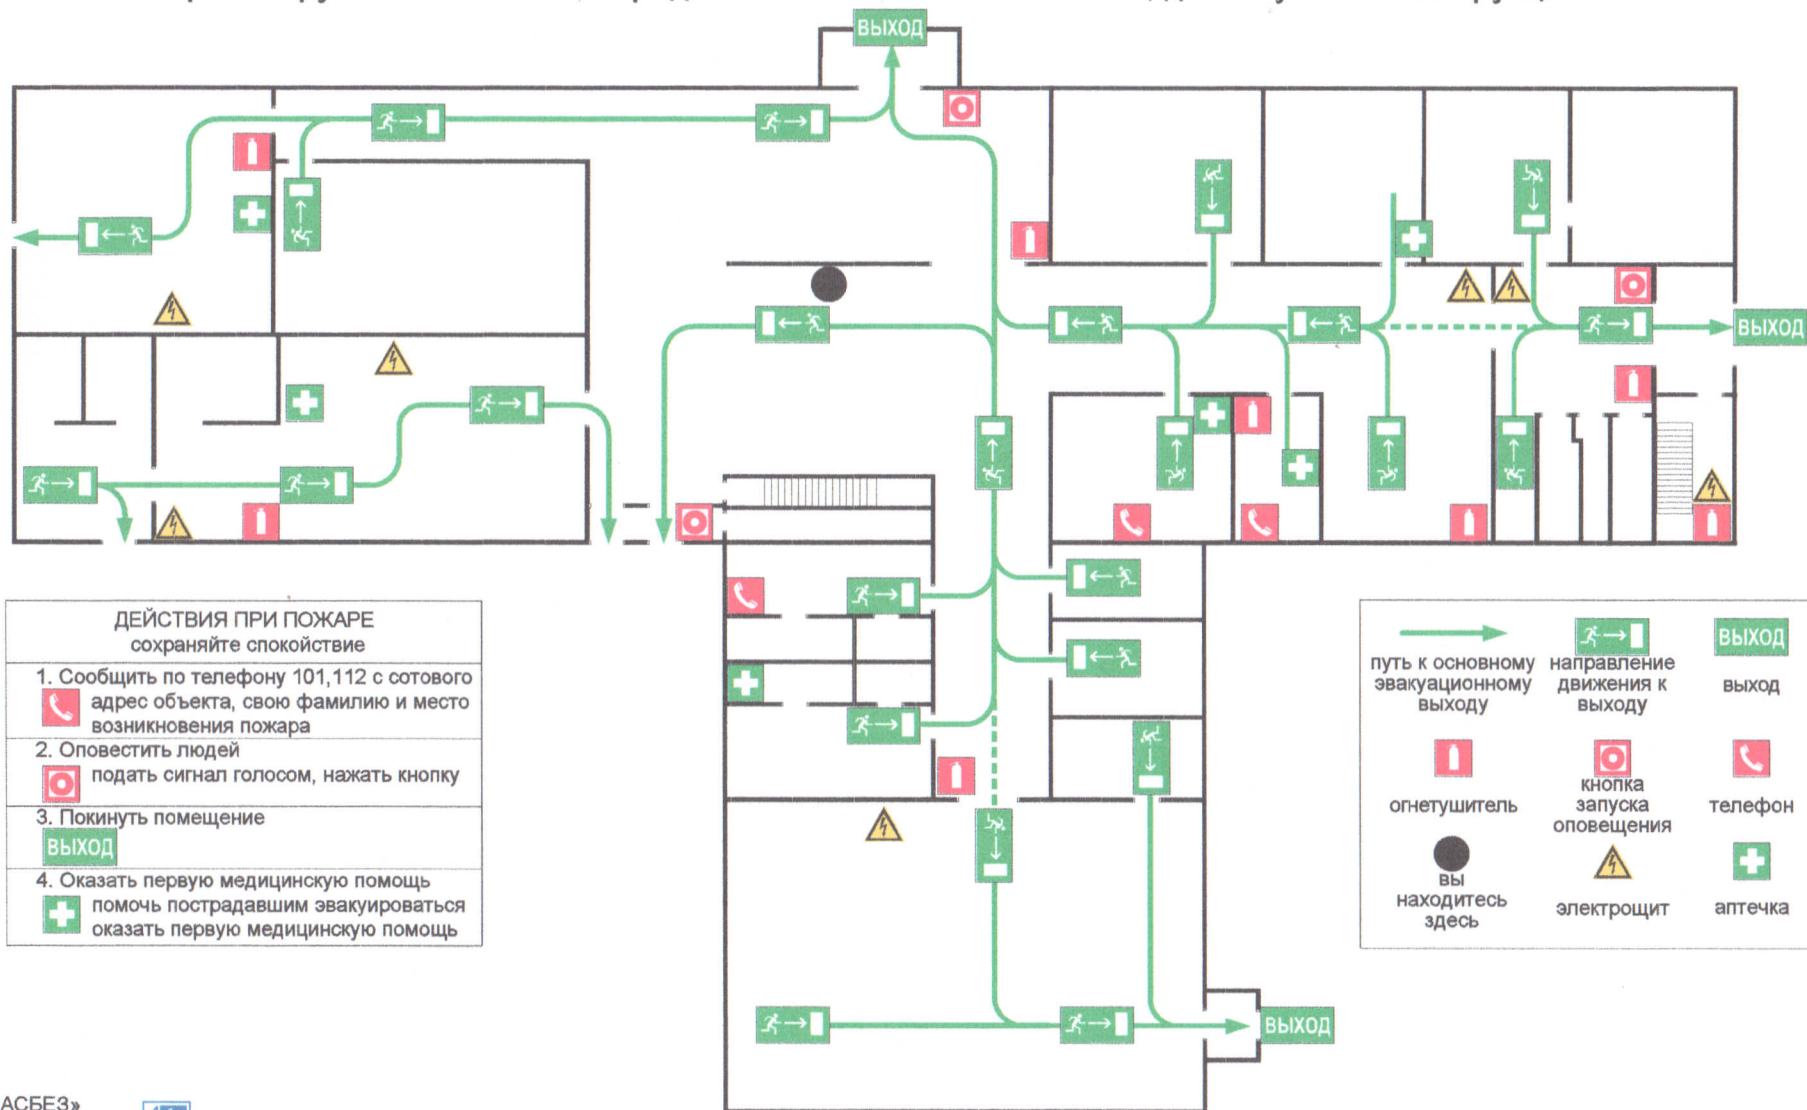 ВЫХОД
ВЫХОД
ДЕЙСТВИЯ ПРИ ПОЖАРЕ
сохраняйте спокойствие
1. Сообщить по телефону 101,112 с сотового
адрес объекта, свою фамилию и место
возникновения пожара
2. Оповестить людей
подать сигнал голосом, нажать кнопку
3. Покинуть помещение
ВЫХОД
4. Оказать первую медицинскую помощь
помочь пострадавшим эвакуироваться
оказать первую медицинскую помощь
ВЫХОД
путь к основному
эвакуационному
выходу
направление
движения к
выходу
ВЫХОД
выход
огнетушитель
кнопка
запуска
оповещения
телефон
вы
находитесь
здесь
электрощит
аптечка
АСБЕЗ»